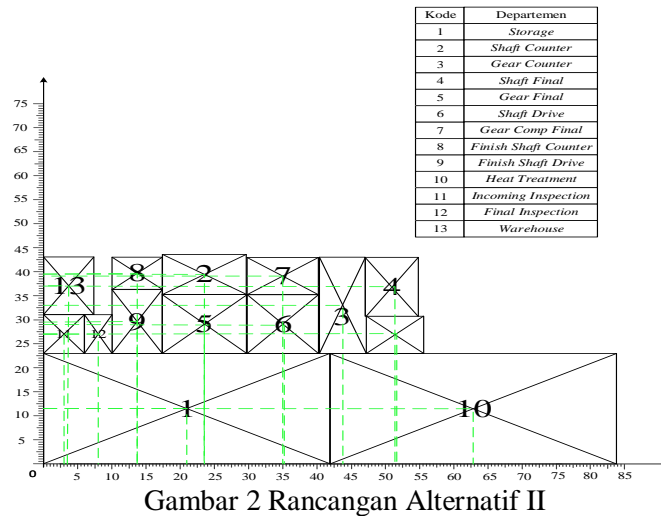 Kode Departemen
1 Storage
2 Shaft Counter
3 Gear Counter
4 Shaft Final
5 Gear Final
6 Shaft Drive
7 Gear Comp Final
8 Finish Shaft Counter
9 Finish Shaft Drive
10 Heat Treatment
11 Incoming Inspection
12 Final Inspection
13 Warehouse
75
70
65
60
55
50
45
40
35
30
25
20
15
10
5
13 8 2 7 4
11 12 9 5 6 3
1 10
0 5 10 15 20 25 30 35 40 45 50 55 60 65 70 75 80 85
Gambar 2 Rancangan Alternatif II